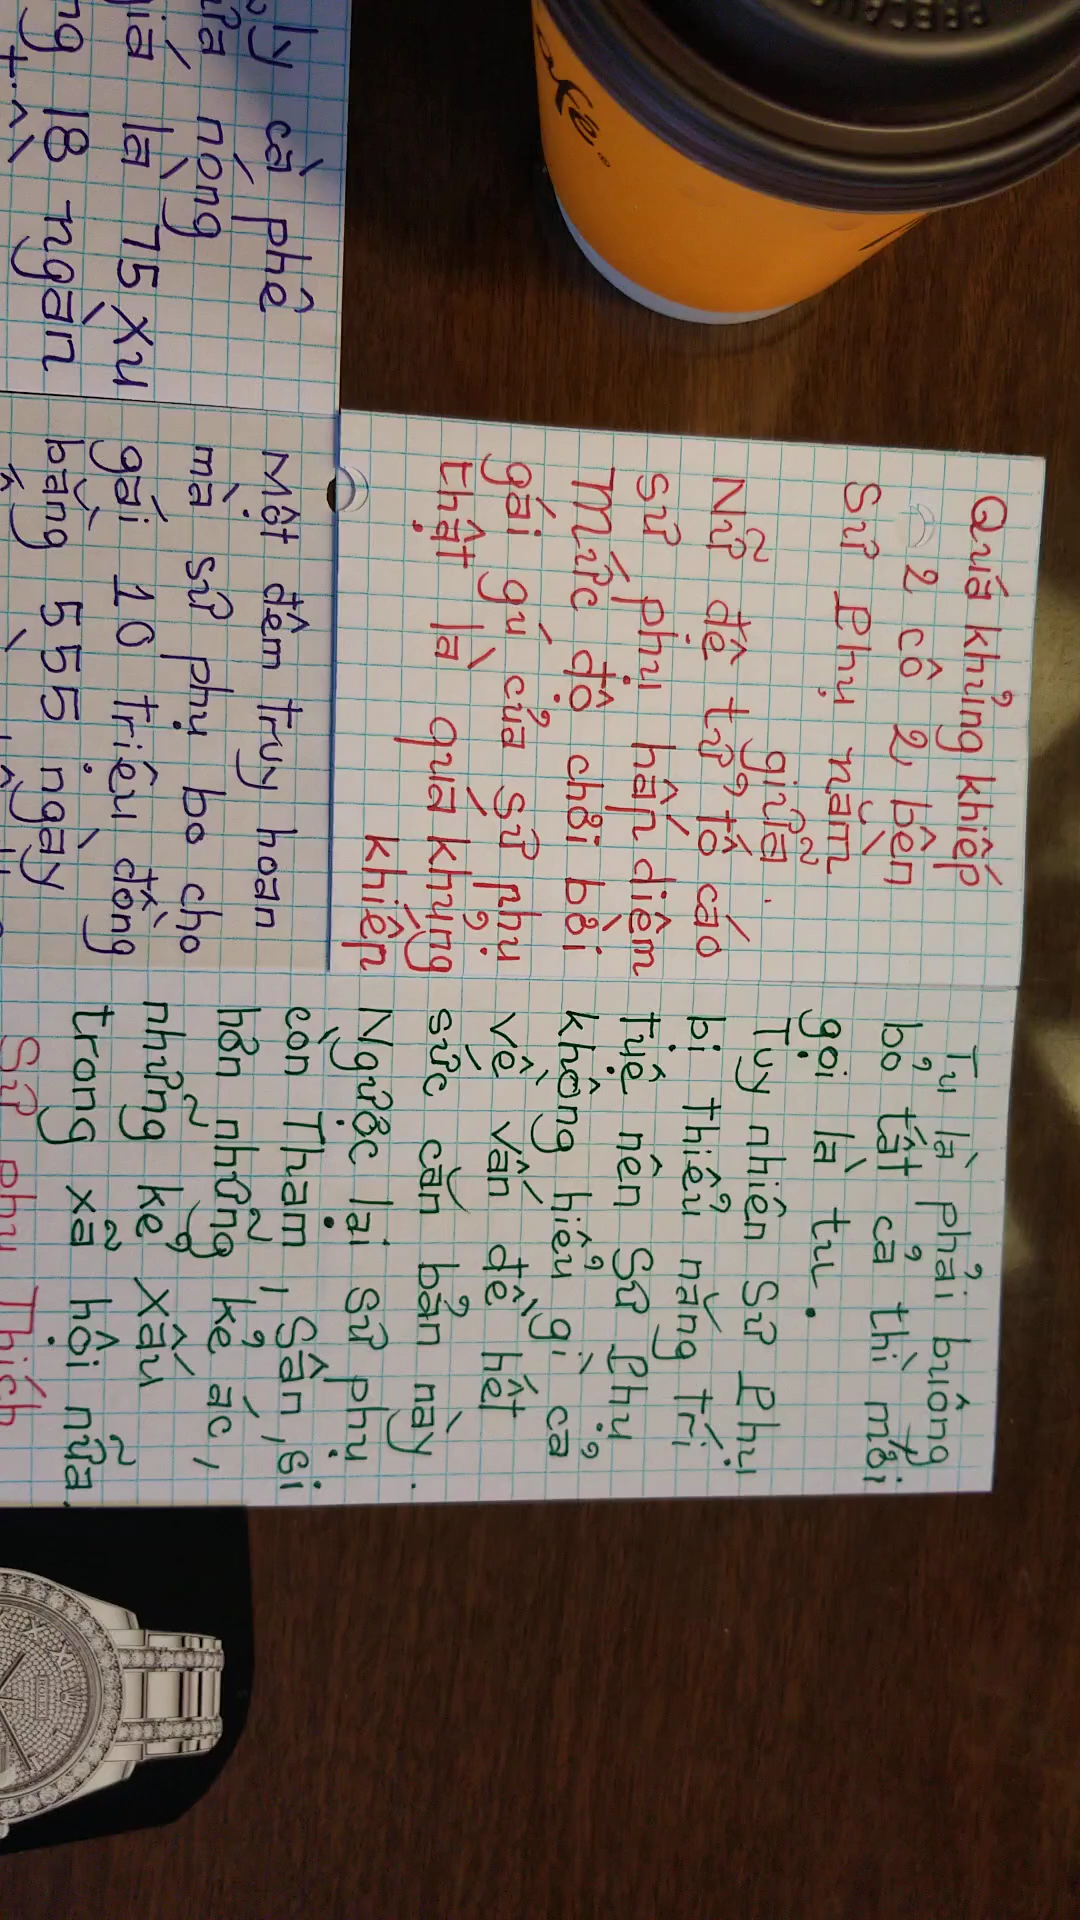 Quá khủng khiếp
2 cô 2 bên
Sư Phụ nằm
giữa.
Nữ đệ tử tố cáo
sư phụ hấp diêm
Mức độ chơi bời
gái gú của sư phụ
thật là quá khủng
khiếp
ly cà phê
nóng
là 75 xu
18 ngàn
Một đêm truy hoan
mà sư phụ bo cho
gái 10 triệu đồng
bằng 555 ngày
Tu là phải buông
bỏ tất cả thì mới
gọi là tu.
Tuy nhiên Sư Phụ
bị thiểu năng trí
tuệ nên Sư Phụ
không hiểu gì cả
về vấn đề hết
sức căn bản này.
Ngược lại Sư phụ
còn Tham, Sân, Si
hơn những kẻ ác,
những kẻ xấu
trong xã hội nữa.
Sư phụ Thích